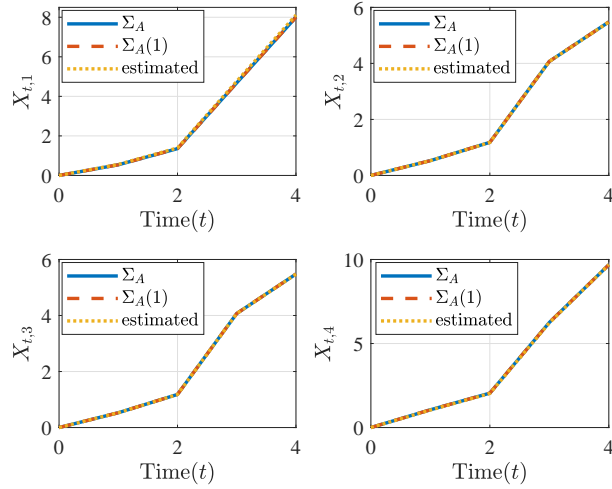 8
6
4
2
0
X_{t,1}
Σ_A
Σ_A(1)
estimated
0 2 4
Time(t)
6
4
2
0
X_{t,2}
Σ_A
Σ_A(1)
estimated
0 2 4
Time(t)
6
4
2
0
X_{t,3}
Σ_A
Σ_A(1)
estimated
0 2 4
Time(t)
10
5
0
X_{t,4}
Σ_A
Σ_A(1)
estimated
0 2 4
Time(t)